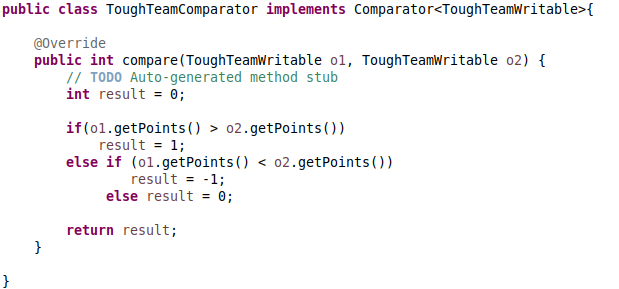 public class ToughTeamComparator implements Comparator<ToughTeamWritable>{
@Override
public int compare(ToughTeamWritable o1, ToughTeamWritable o2) {
// TODO Auto-generated method stub
int result = 0;
if(o1.getPoints() > o2.getPoints())
result = 1;
else if (o1.getPoints() < o2.getPoints())
result = -1;
else result = 0;
return result;
}
}